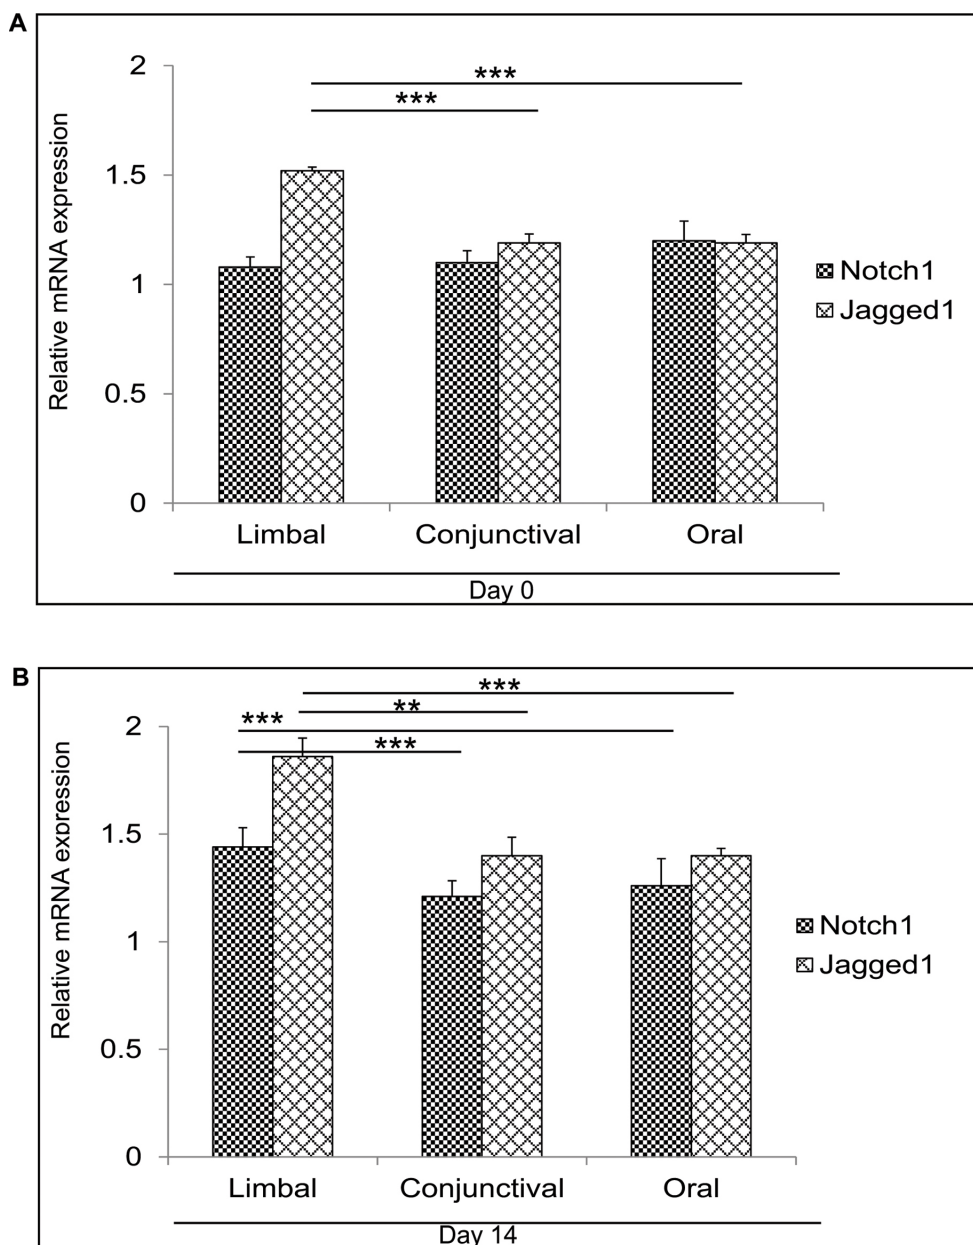 A
***
***
2
1.5
1
0.5
0
Relative mRNA expression
Notch1
Jagged1
Limbal Conjunctival Oral
Day 0
B
***
**
***
***
2
1.5
1
0.5
0
Relative mRNA expression
Notch1
Jagged1
Limbal Conjunctival Oral
Day 14